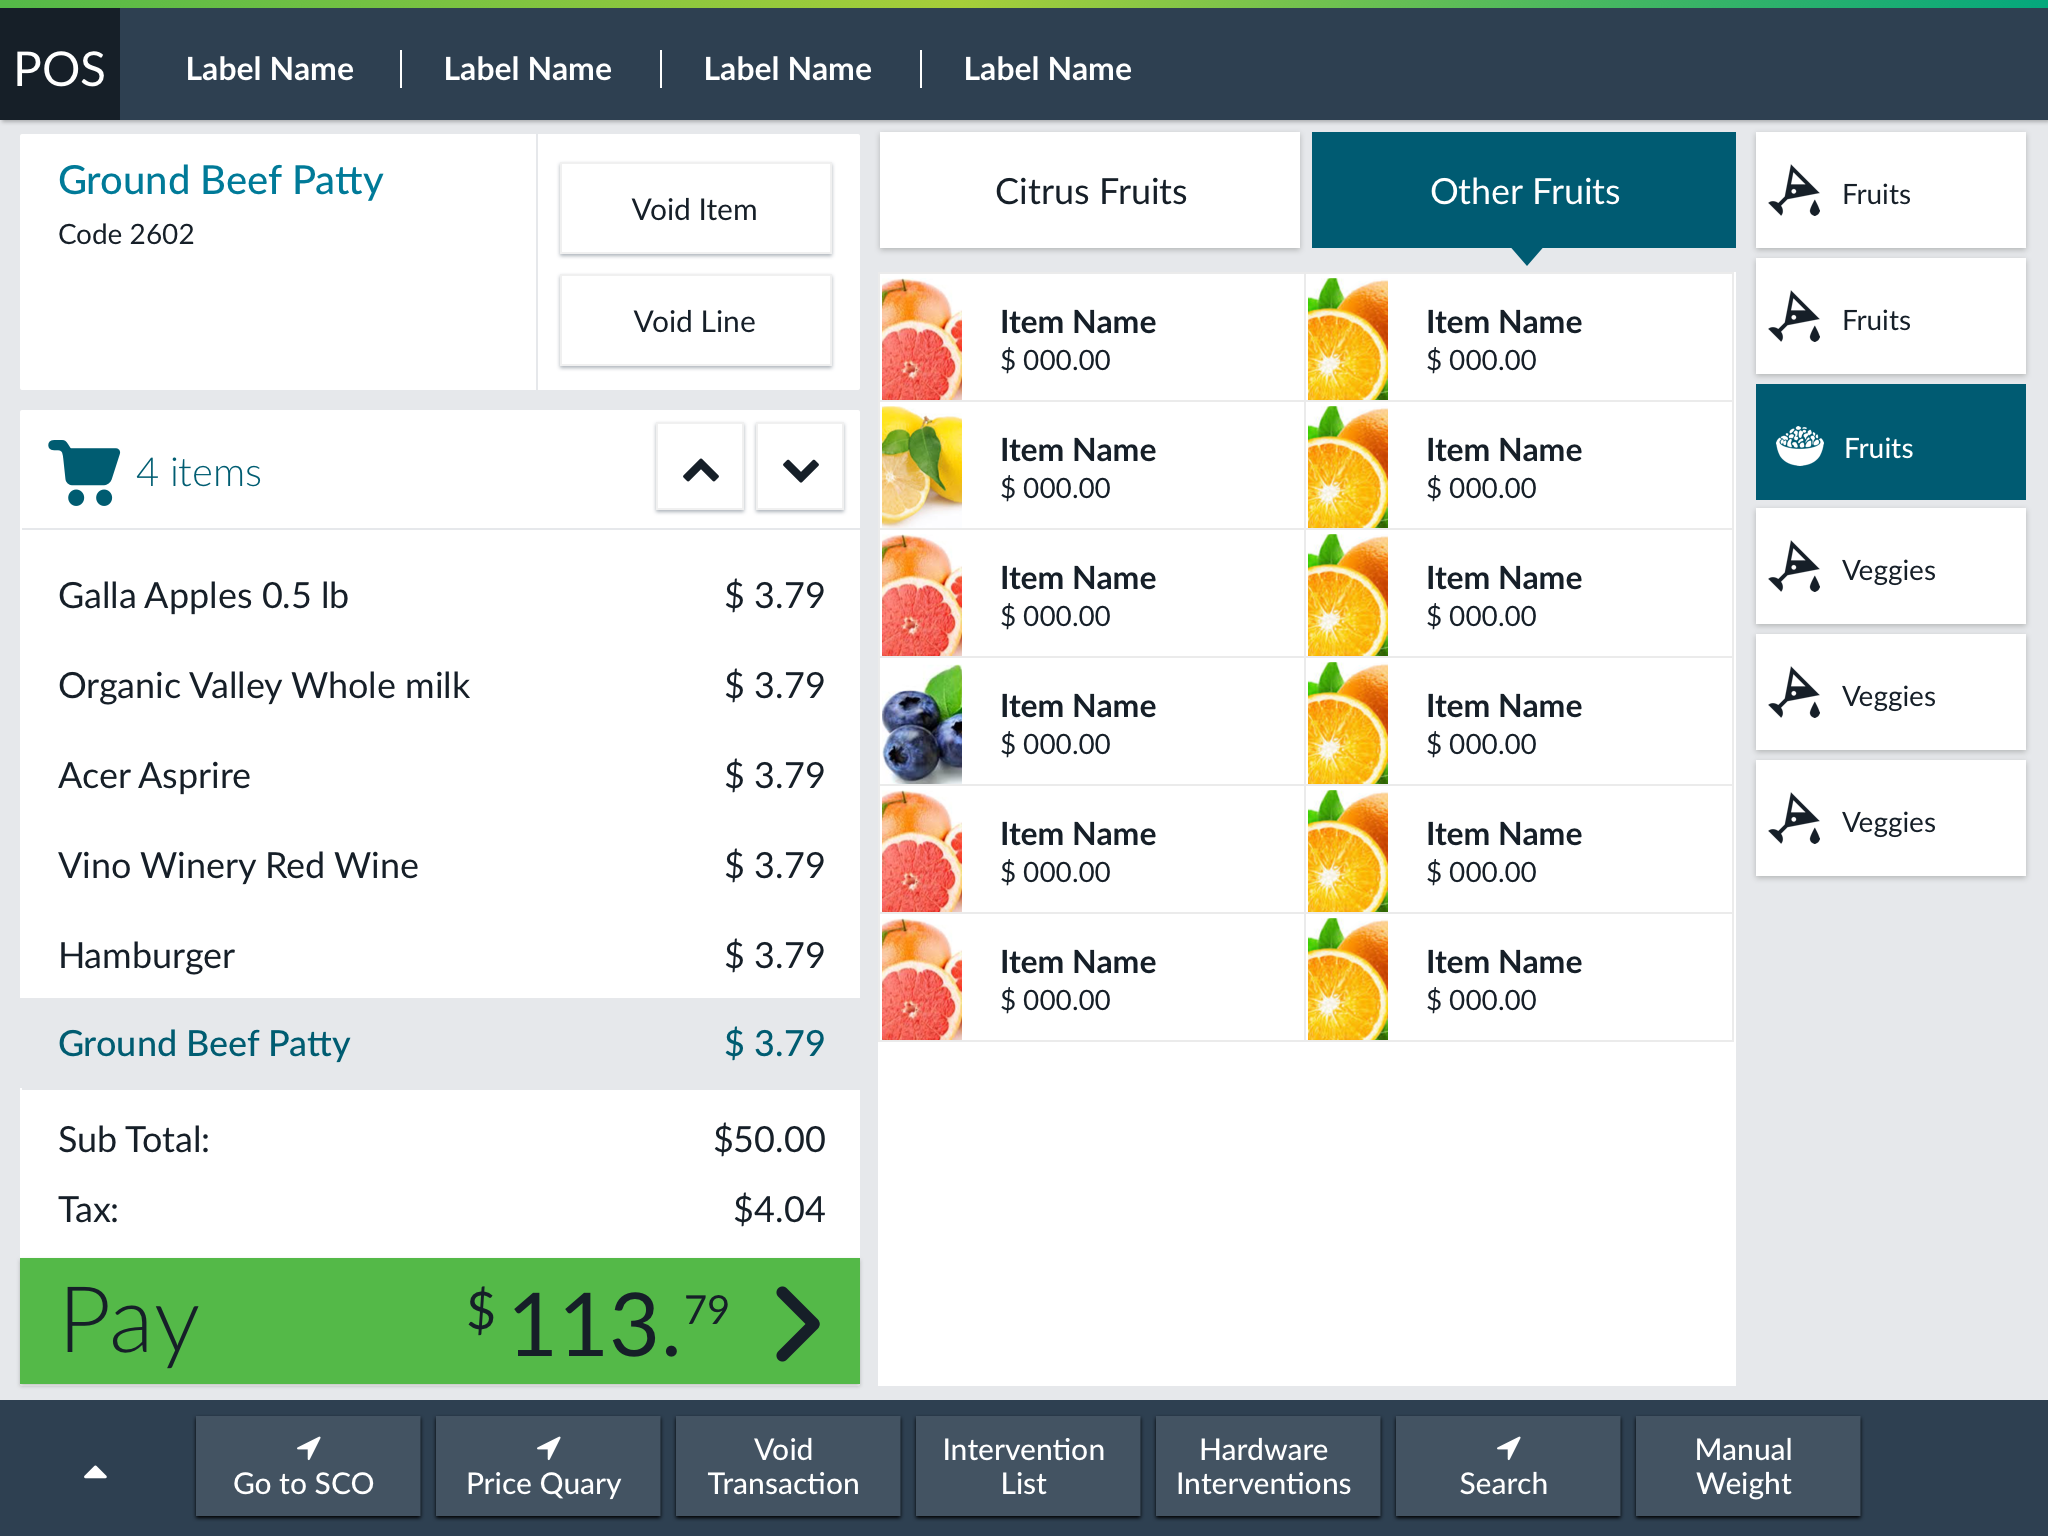 POS
Label Name
Label Name
Label Name
Label Name
Ground Beef Patty
Code 2602
Void Item
Void Line
4 items
Galla Apples 0.5 lb $ 3.79
Organic Valley Whole milk $ 3.79
Acer Asprire $ 3.79
Vino Winery Red Wine $ 3.79
Hamburger $ 3.79
Ground Beef Patty $ 3.79
Sub Total: $50.00
Tax: $4.04
Pay $ 113.79
Citrus Fruits
Other Fruits
Item Name
$ 000.00
Item Name
$ 000.00
Item Name
$ 000.00
Item Name
$ 000.00
Item Name
$ 000.00
Item Name
$ 000.00
Item Name
$ 000.00
Item Name
$ 000.00
Item Name
$ 000.00
Item Name
$ 000.00
Item Name
$ 000.00
Item Name
$ 000.00
Fruits
Fruits
Fruits
Veggies
Veggies
Veggies
Go to SCO
Price Quary
Void
Transaction
Intervention
List
Hardware
Interventions
Search
Manual
Weight